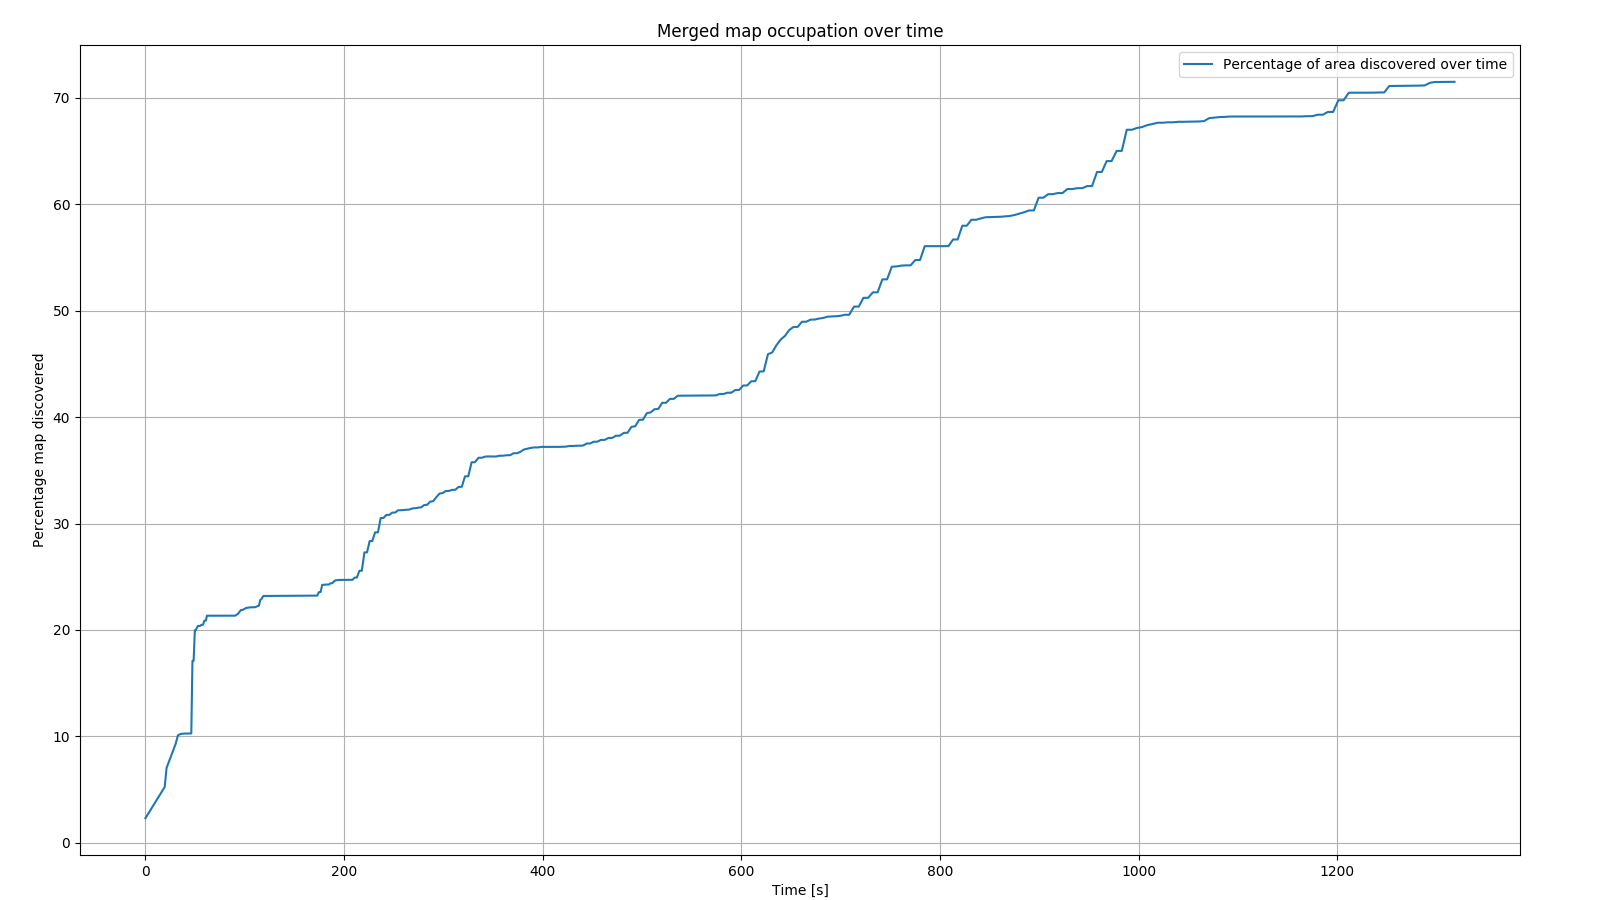 Merged map occupation over time
Percentage of area discovered over time
Percentage map discovered
70
60
50
40
30
20
10
0
0 200 400 600 800 1000 1200
Time [s]